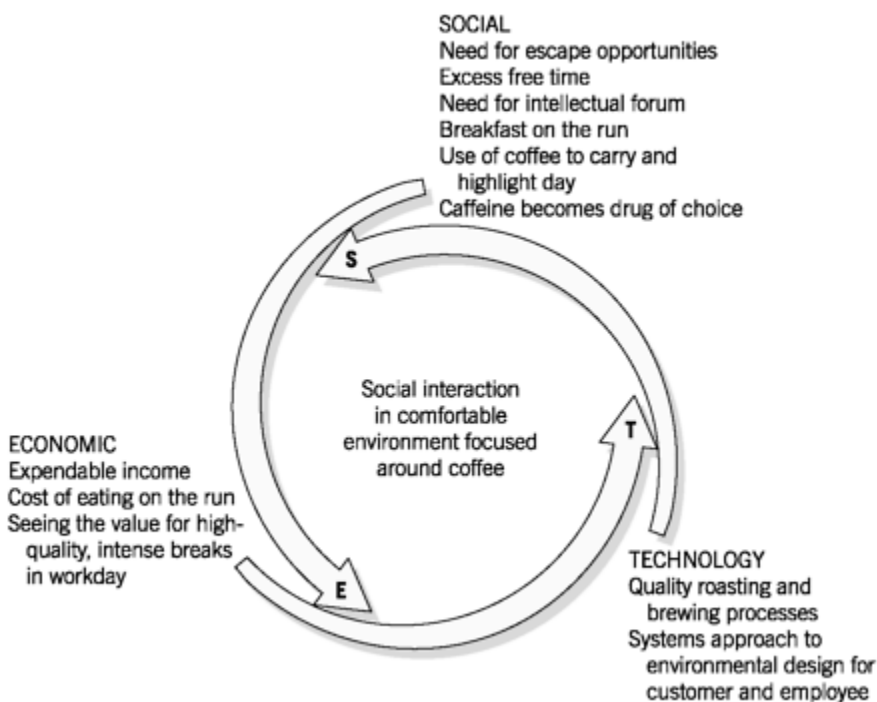 SOCIAL
Need for escape opportunities
Excess free time
Need for intellectual forum
Breakfast on the run
Use of coffee to carry and
highlight day
Caffeine becomes drug of choice
S
Social interaction
in comfortable
environment focused
around coffee
T
ECONOMIC
Expendable income
Cost of eating on the run
Seeing the value for high-
quality, intense breaks
in workday
E
TECHNOLOGY
Quality roasting and
brewing processes
Systems approach to
environmental design for
customer and employee